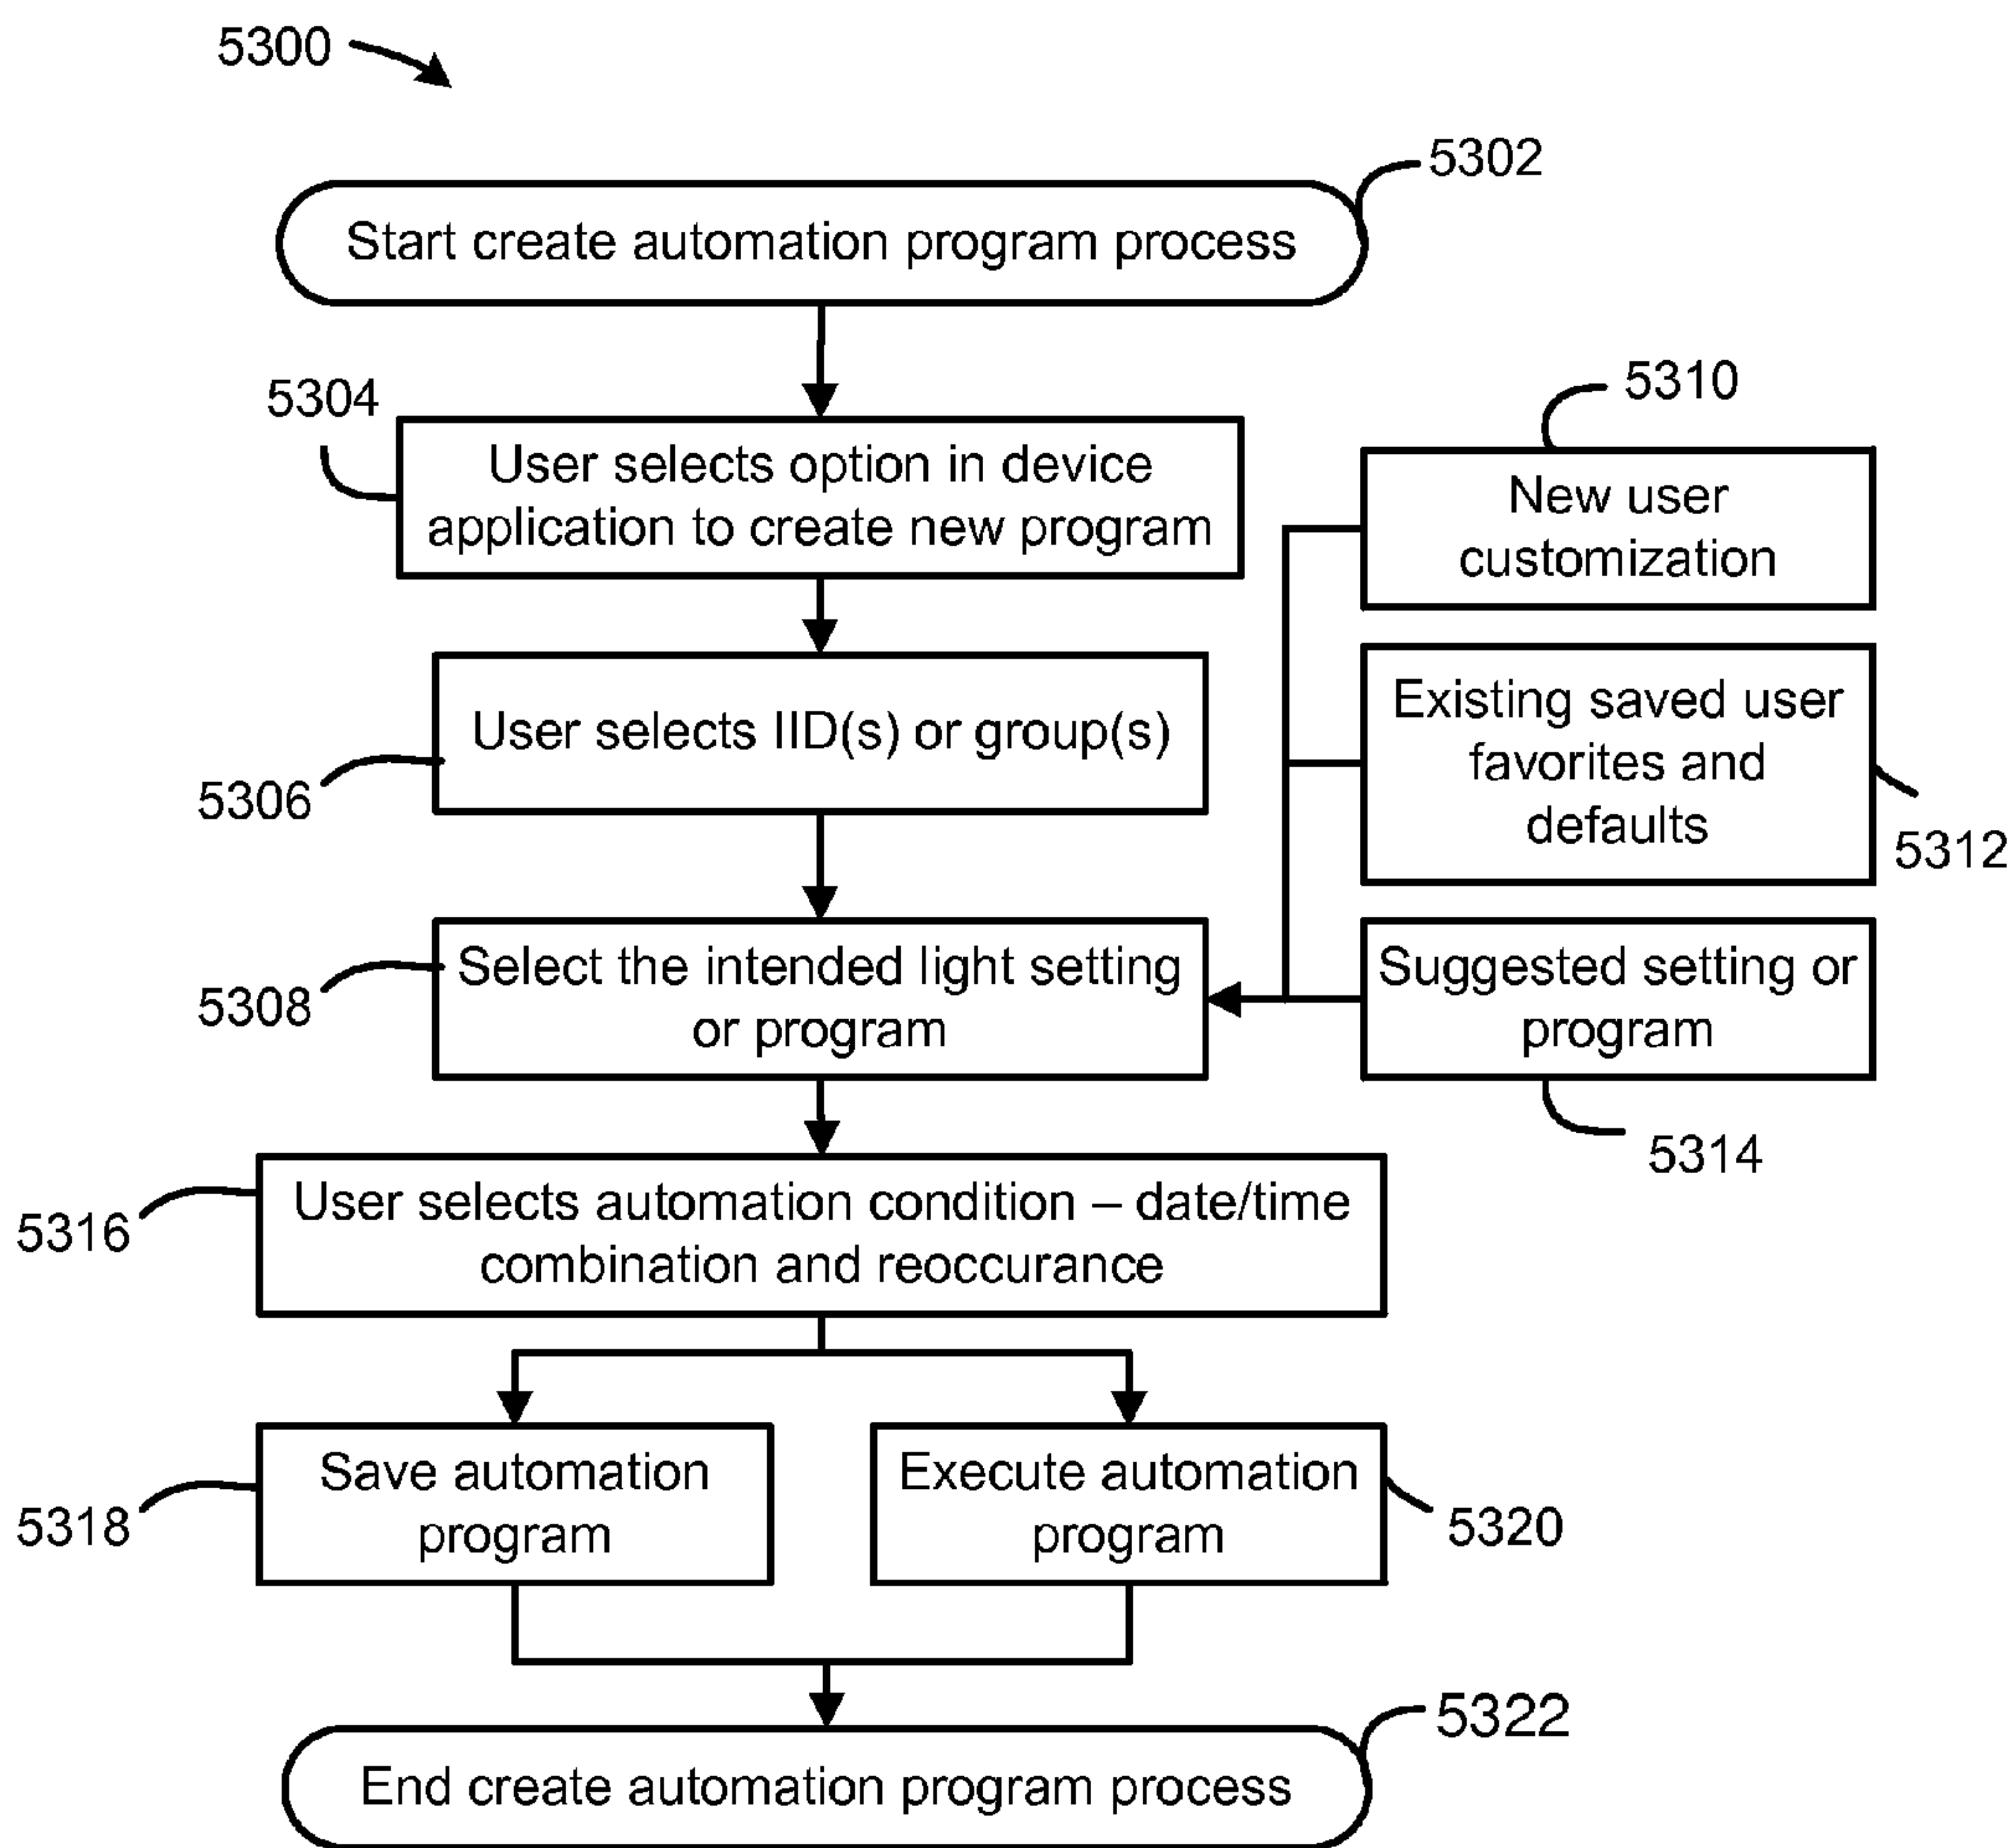 5300
5302
Start create automation program process
5304
User selects option in device
application to create new program
5310
New user
customization
5306
User selects IID(s) or group(s)
Existing saved user
favorites and
defaults
5312
5308
Select the intended light setting
or program
Suggested setting or
program
5314
5316
User selects automation condition – date/time
combination and reoccurance
5318
Save automation
program
Execute automation
program
5320
5322
End create automation program process